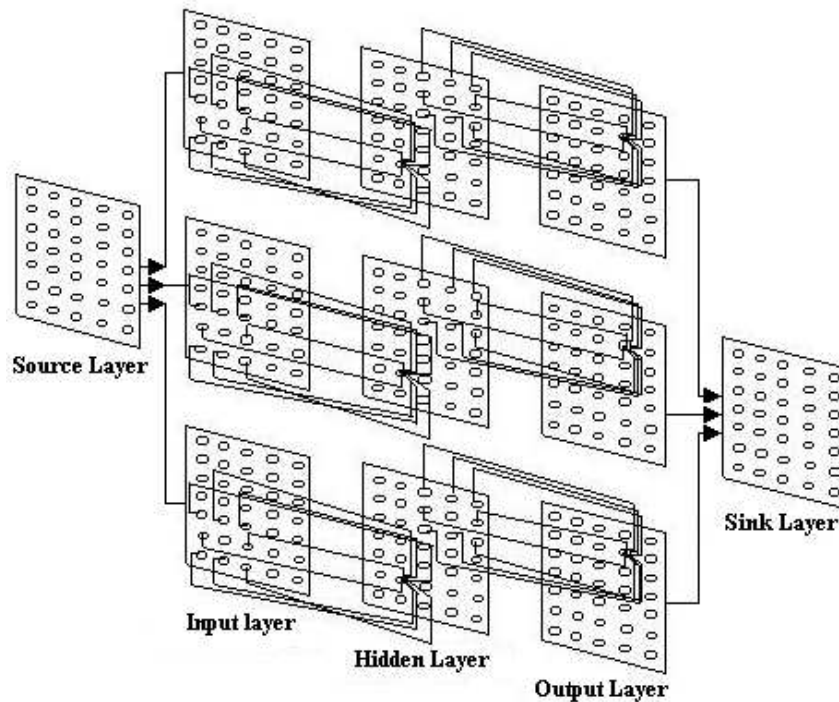 Source Layer
Sink Layer
Input layer
Hidden Layer
Output Layer